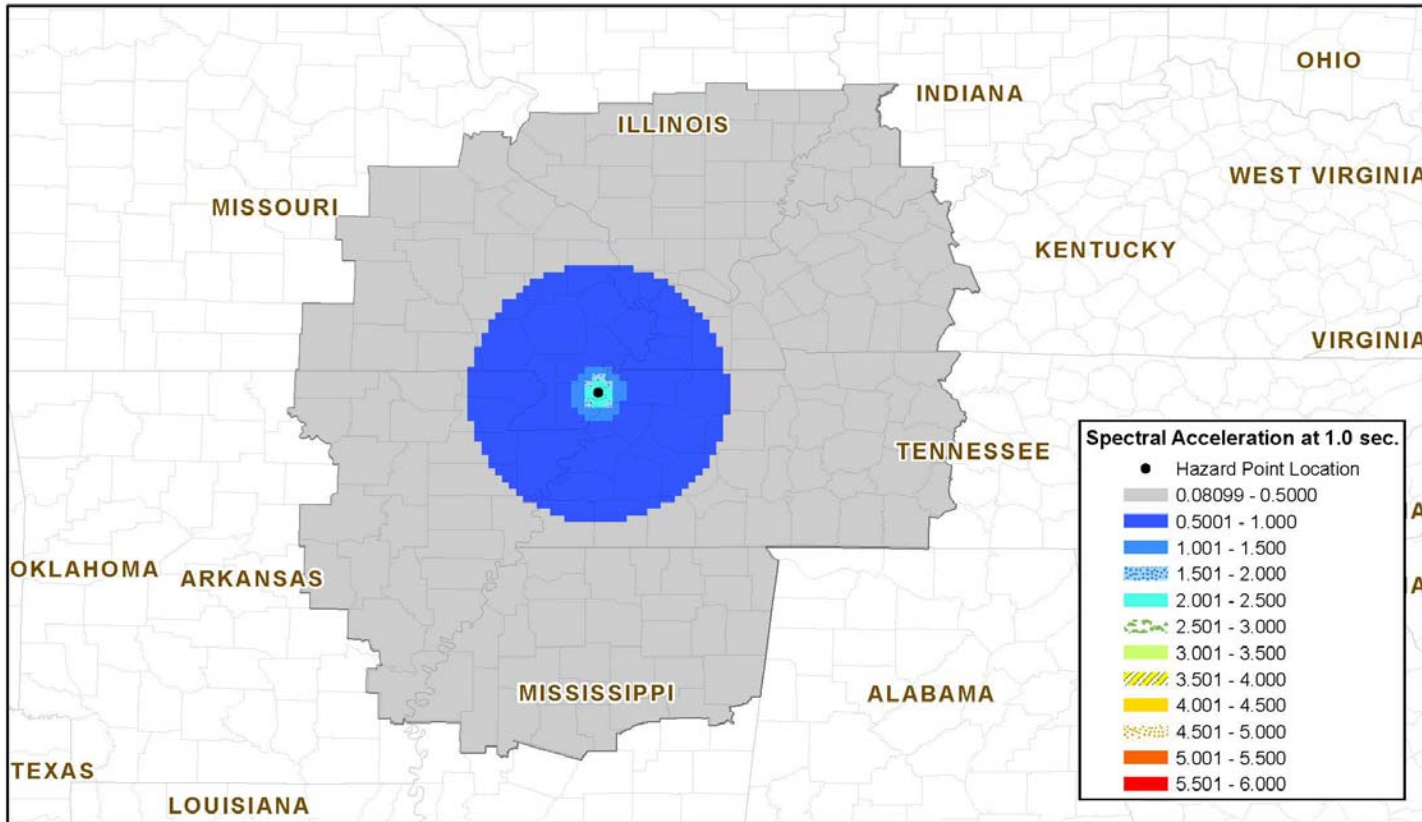 OHIO
INDIANA
ILLINOIS
WEST VIRGINIA
MISSOURI
KENTUCKY
VIRGINIA
TENNESSEE
OKLAHOMA
ARKANSAS
MISSISSIPPI
ALABAMA
TEXAS
LOUISIANA
A
A
Spectral Acceleration at 1.0 sec.
Hazard Point Location
0.08099 - 0.5000
0.5001 - 1.000
1.001 - 1.500
1.501 - 2.000
2.001 - 2.500
2.501 - 3.000
3.001 - 3.500
3.501 - 4.000
4.001 - 4.500
4.501 - 5.000
5.001 - 5.500
5.501 - 6.000